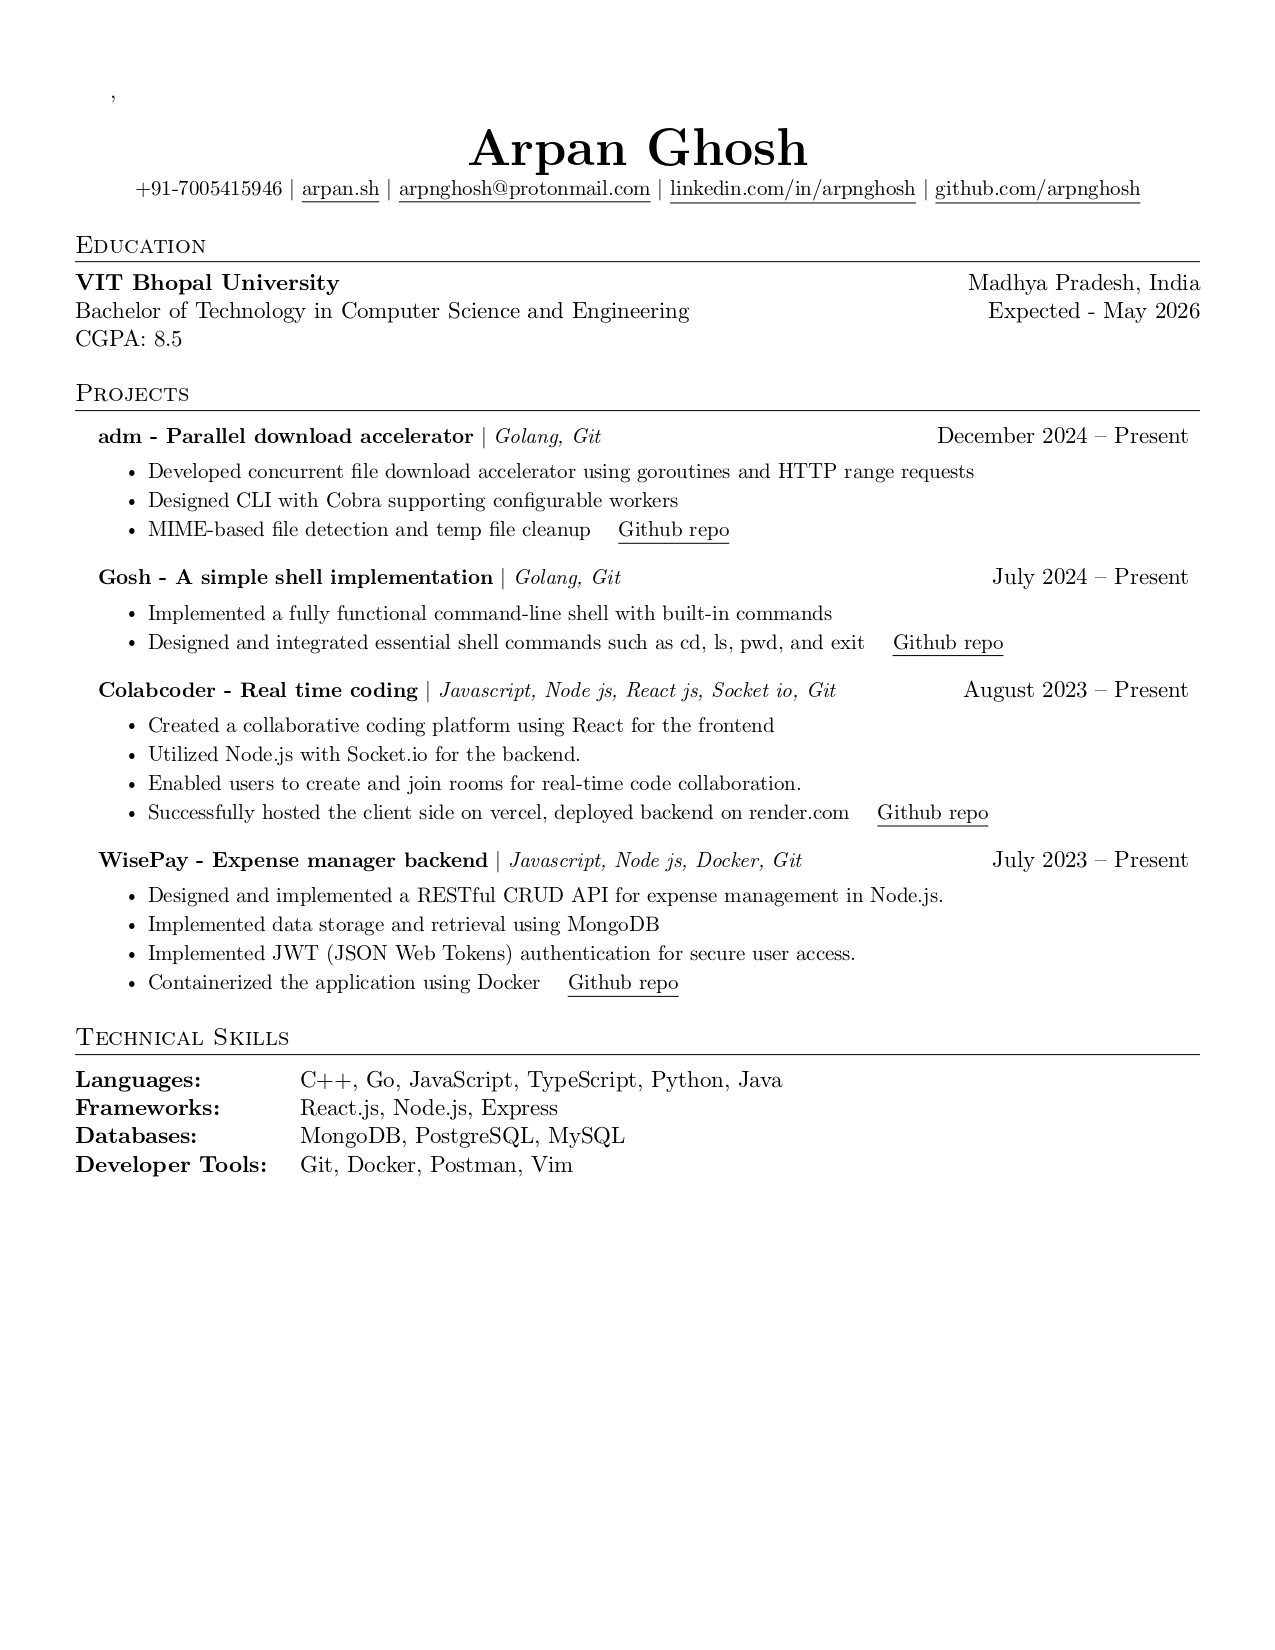 ,
Arpan Ghosh
+91-7005415946 | arpan.sh | arpnghosh@protonmail.com | linkedin.com/in/arpnghosh | github.com/arpnghosh
Education
VIT Bhopal University Madhya Pradesh, India
Bachelor of Technology in Computer Science and Engineering Expected - May 2026
CGPA: 8.5
Projects
adm - Parallel download accelerator | Golang, Git December 2024 – Present
• Developed concurrent file download accelerator using goroutines and HTTP range requests
• Designed CLI with Cobra supporting configurable workers
• MIME-based file detection and temp file cleanup Github repo
Gosh - A simple shell implementation | Golang, Git July 2024 – Present
• Implemented a fully functional command-line shell with built-in commands
• Designed and integrated essential shell commands such as cd, ls, pwd, and exit Github repo
Colabcoder - Real time coding | Javascript, Node js, React js, Socket io, Git August 2023 – Present
• Created a collaborative coding platform using React for the frontend
• Utilized Node.js with Socket.io for the backend.
• Enabled users to create and join rooms for real-time code collaboration.
• Successfully hosted the client side on vercel, deployed backend on render.com Github repo
WisePay - Expense manager backend | Javascript, Node js, Docker, Git July 2023 – Present
• Designed and implemented a RESTful CRUD API for expense management in Node.js.
• Implemented data storage and retrieval using MongoDB
• Implemented JWT (JSON Web Tokens) authentication for secure user access.
• Containerized the application using Docker Github repo
Technical Skills
Languages: C++, Go, JavaScript, TypeScript, Python, Java
Frameworks: React.js, Node.js, Express
Databases: MongoDB, PostgreSQL, MySQL
Developer Tools: Git, Docker, Postman, Vim